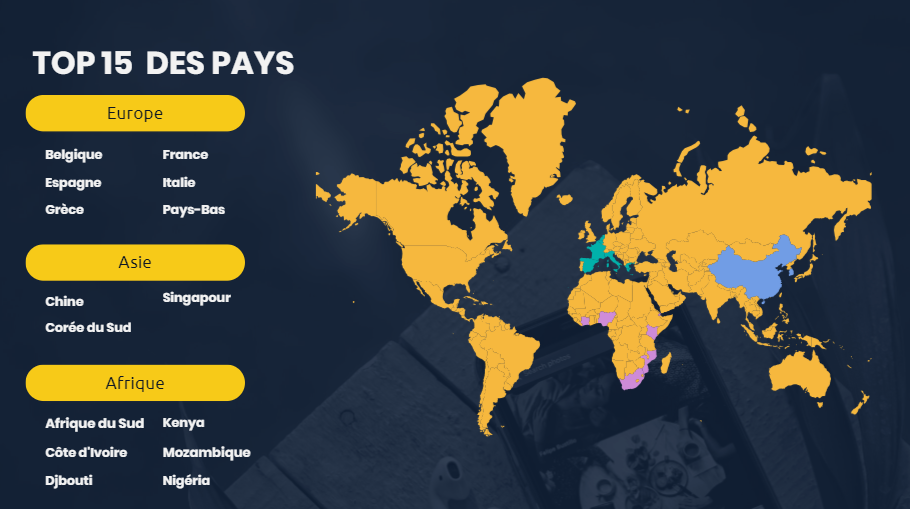 TOP 15 DES PAYS
Europe
Belgique France
Espagne Italie
Grèce Pays-Bas
Asie
Chine Singapour
Corée du Sud
Afrique
Afrique du Sud Kenya
Côte d'Ivoire Mozambique
Djbouti Nigéria